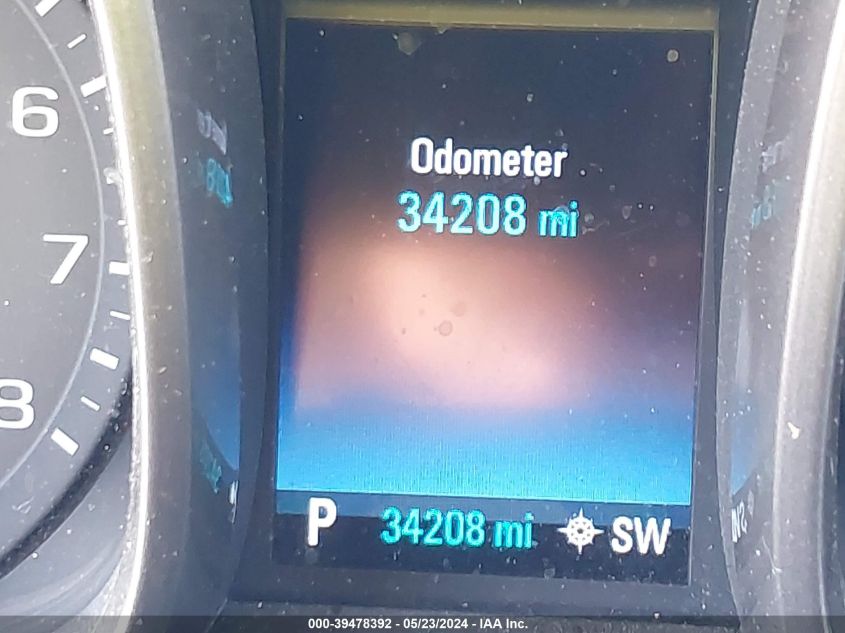 6
7
8
Odometer
34208 mi
P 34208 mi SW
000-39478392 - 05/23/2024 - IAA Inc.